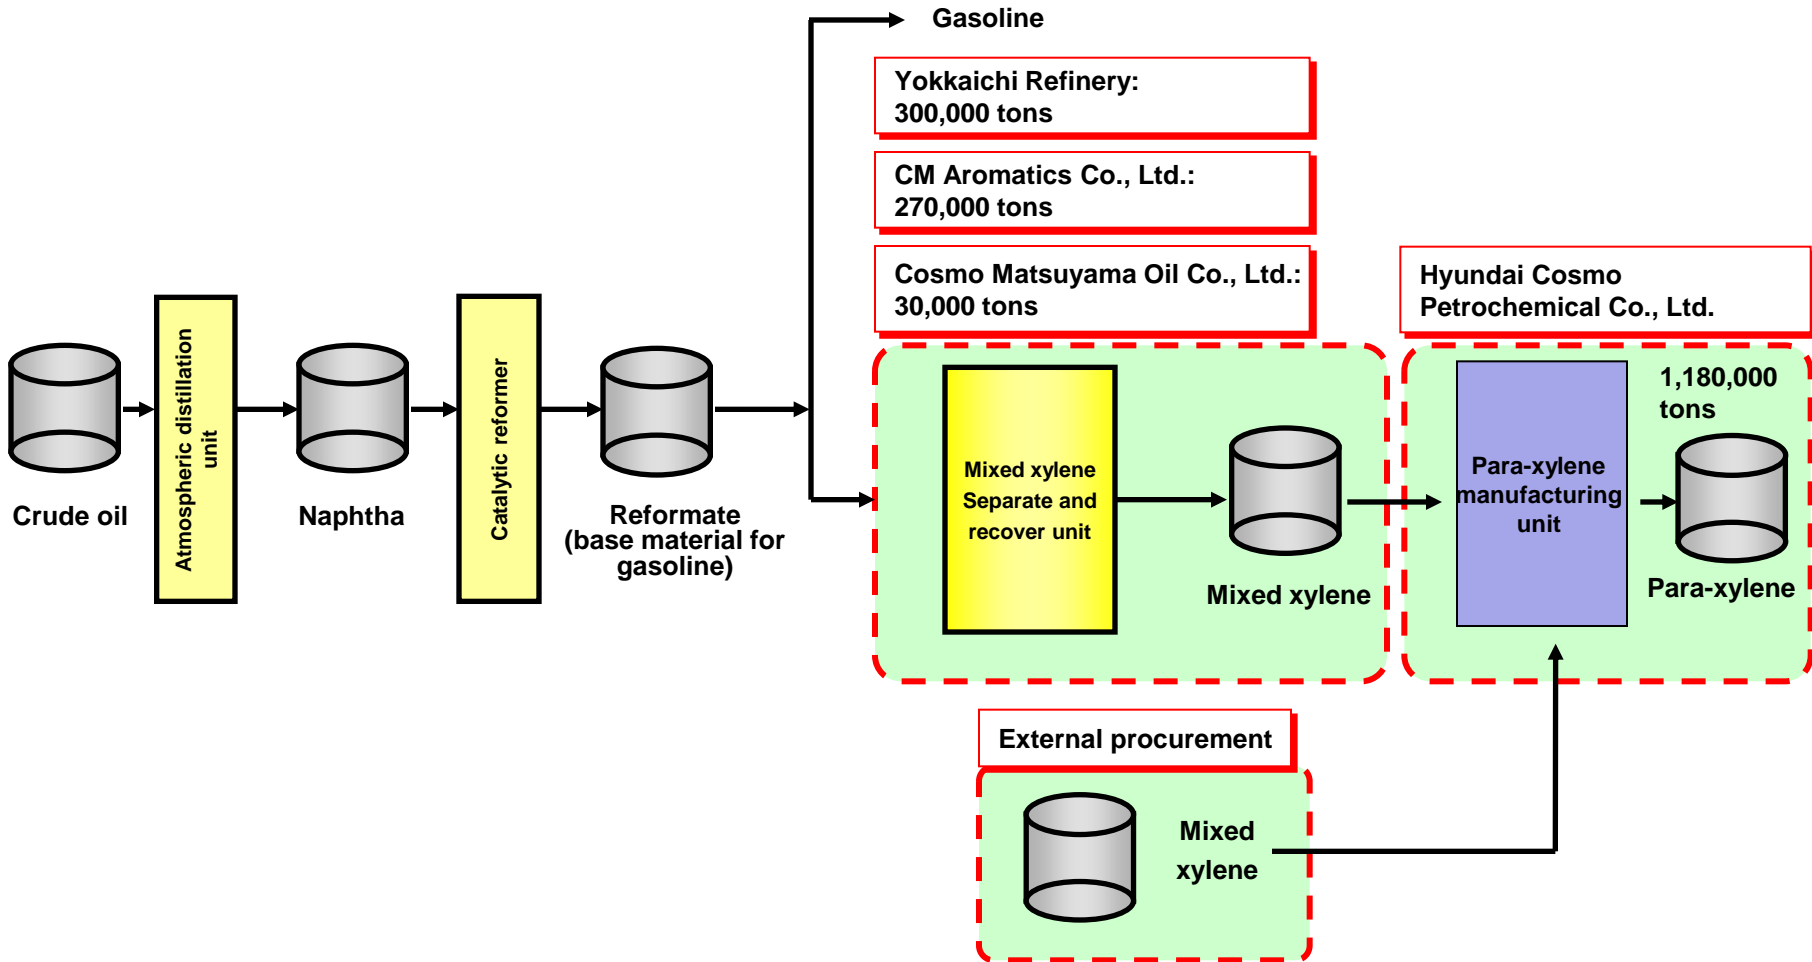 Gasoline
Yokkaichi Refinery:
300,000 tons
CM Aromatics Co., Ltd.:
270,000 tons
Cosmo Matsuyama Oil Co., Ltd.:
30,000 tons
Hyundai Cosmo
Petrochemical Co., Ltd.
Crude oil
Atmospheric distillation
unit
Naphtha
Catalytic reformer
Reformate
(base material for
gasoline)
Mixed xylene
Separate and
recover unit
Mixed xylene
Para-xylene
manufacturing
unit
1,180,000
tons
Para-xylene
External procurement
Mixed
xylene